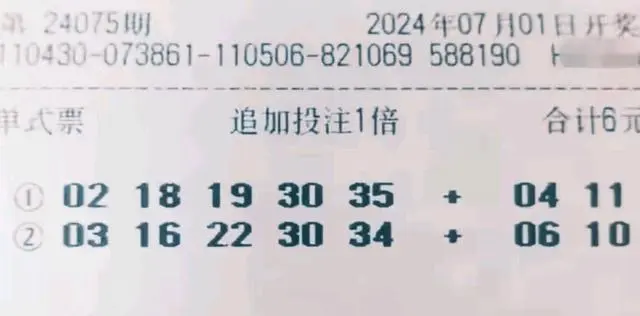 第 24075期 2024年07月01日开奖
110430-073861-110506-821069 588190
单式票 追加投注1倍 合计6元
① 02 18 19 30 35 + 04 11
② 03 16 22 30 34 + 06 10